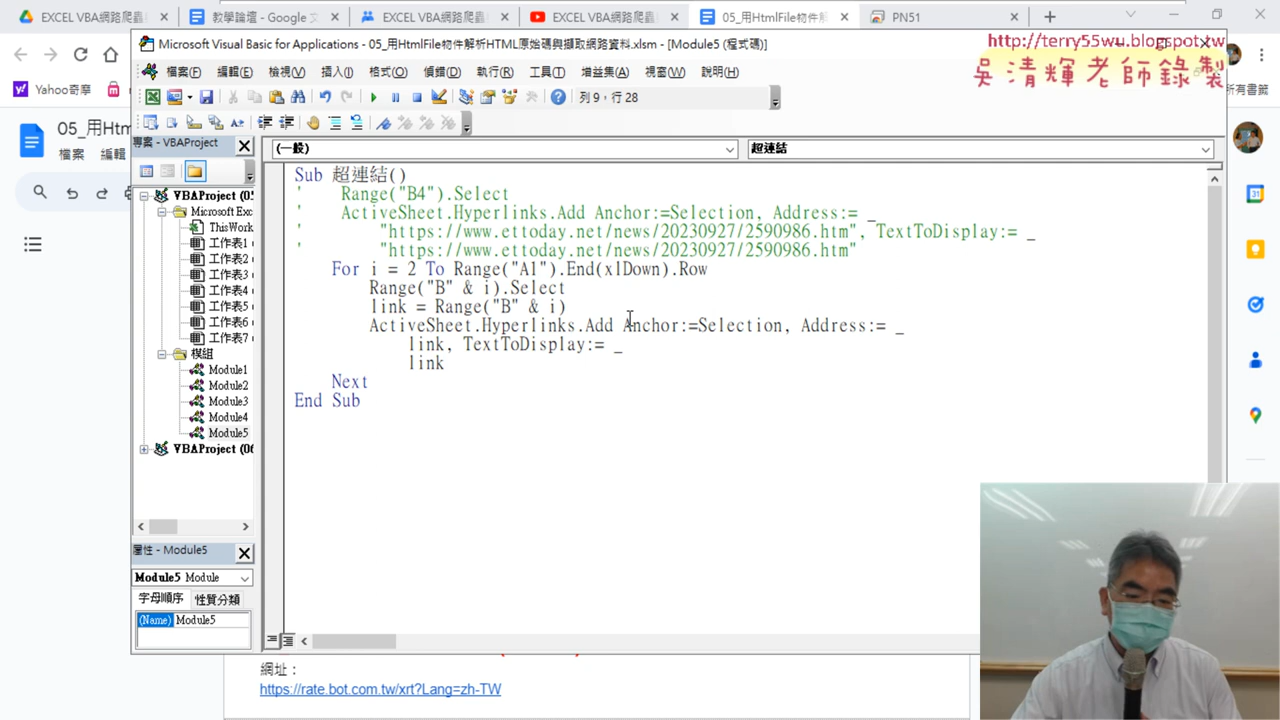 EXCEL VBA網路爬蟲
教學論壇 - Google 文
EXCEL VBA網路爬蟲
EXCEL VBA網路爬蟲
05_用HtmlFile物件解
PN51
Microsoft Visual Basic for Applications - 05_用HtmlFile物件解析HTML原始碼與擷取網路資料.xlsm - [Module5 (程式碼)]
http://terry55wu.blogspot.tw
吳清輝老師錄製
檔案(F) 編輯(E) 檢視(V) 插入(I) 格式(O) 偵錯(D) 執行(R) 工具(T) 增益集(A) 視窗(W) 說明(H)
Yahoo奇摩
所有書籤
列 9，行 28
05_用Htm
檔案 編輯
專案 - VBAProject
(一般)
超連結
VBAProject (05
Microsoft Exc
ThisWork
工作表1
工作表2
工作表3
工作表4
工作表5
工作表6
工作表7
模組
Module1
Module2
Module3
Module4
Module5
VBAProject (06
Sub 超連結()
'    Range("B4").Select
'    ActiveSheet.Hyperlinks.Add Anchor:=Selection, Address:= _
'        "https://www.ettoday.net/news/20230927/2590986.htm", TextToDisplay:= _
'        "https://www.ettoday.net/news/20230927/2590986.htm"
For i = 2 To Range("A1").End(xlDown).Row
Range("B" & i).Select
link = Range("B" & i)
ActiveSheet.Hyperlinks.Add Anchor:=Selection, Address:= _
link, TextToDisplay:= _
link
Next
End Sub
屬性 - Module5
Module5 Module
字母順序 性質分類
(Name) Module5
網址：
https://rate.bot.com.tw/xrt?Lang=zh-TW